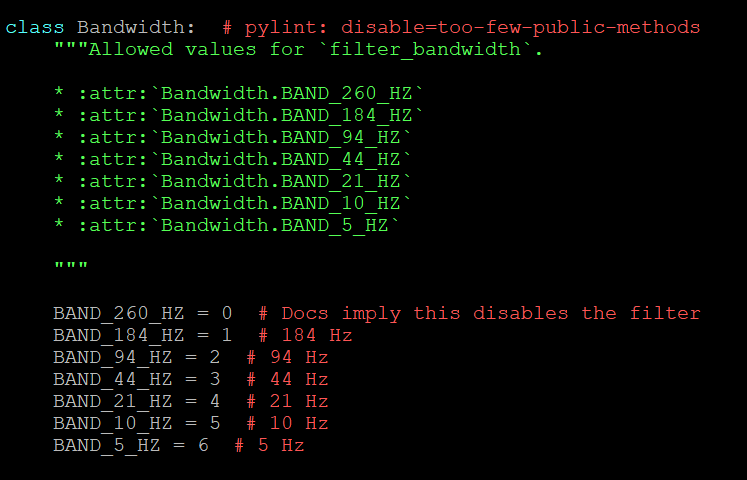 class Bandwidth:  # pylint: disable=too-few-public-methods
    """Allowed values for `filter_bandwidth`.

    * :attr:`Bandwidth.BAND_260_HZ`
    * :attr:`Bandwidth.BAND_184_HZ`
    * :attr:`Bandwidth.BAND_94_HZ`
    * :attr:`Bandwidth.BAND_44_HZ`
    * :attr:`Bandwidth.BAND_21_HZ`
    * :attr:`Bandwidth.BAND_10_HZ`
    * :attr:`Bandwidth.BAND_5_HZ`

    """

    BAND_260_HZ = 0  # Docs imply this disables the filter
    BAND_184_HZ = 1  # 184 Hz
    BAND_94_HZ = 2  # 94 Hz
    BAND_44_HZ = 3  # 44 Hz
    BAND_21_HZ = 4  # 21 Hz
    BAND_10_HZ = 5  # 10 Hz
    BAND_5_HZ = 6  # 5 Hz